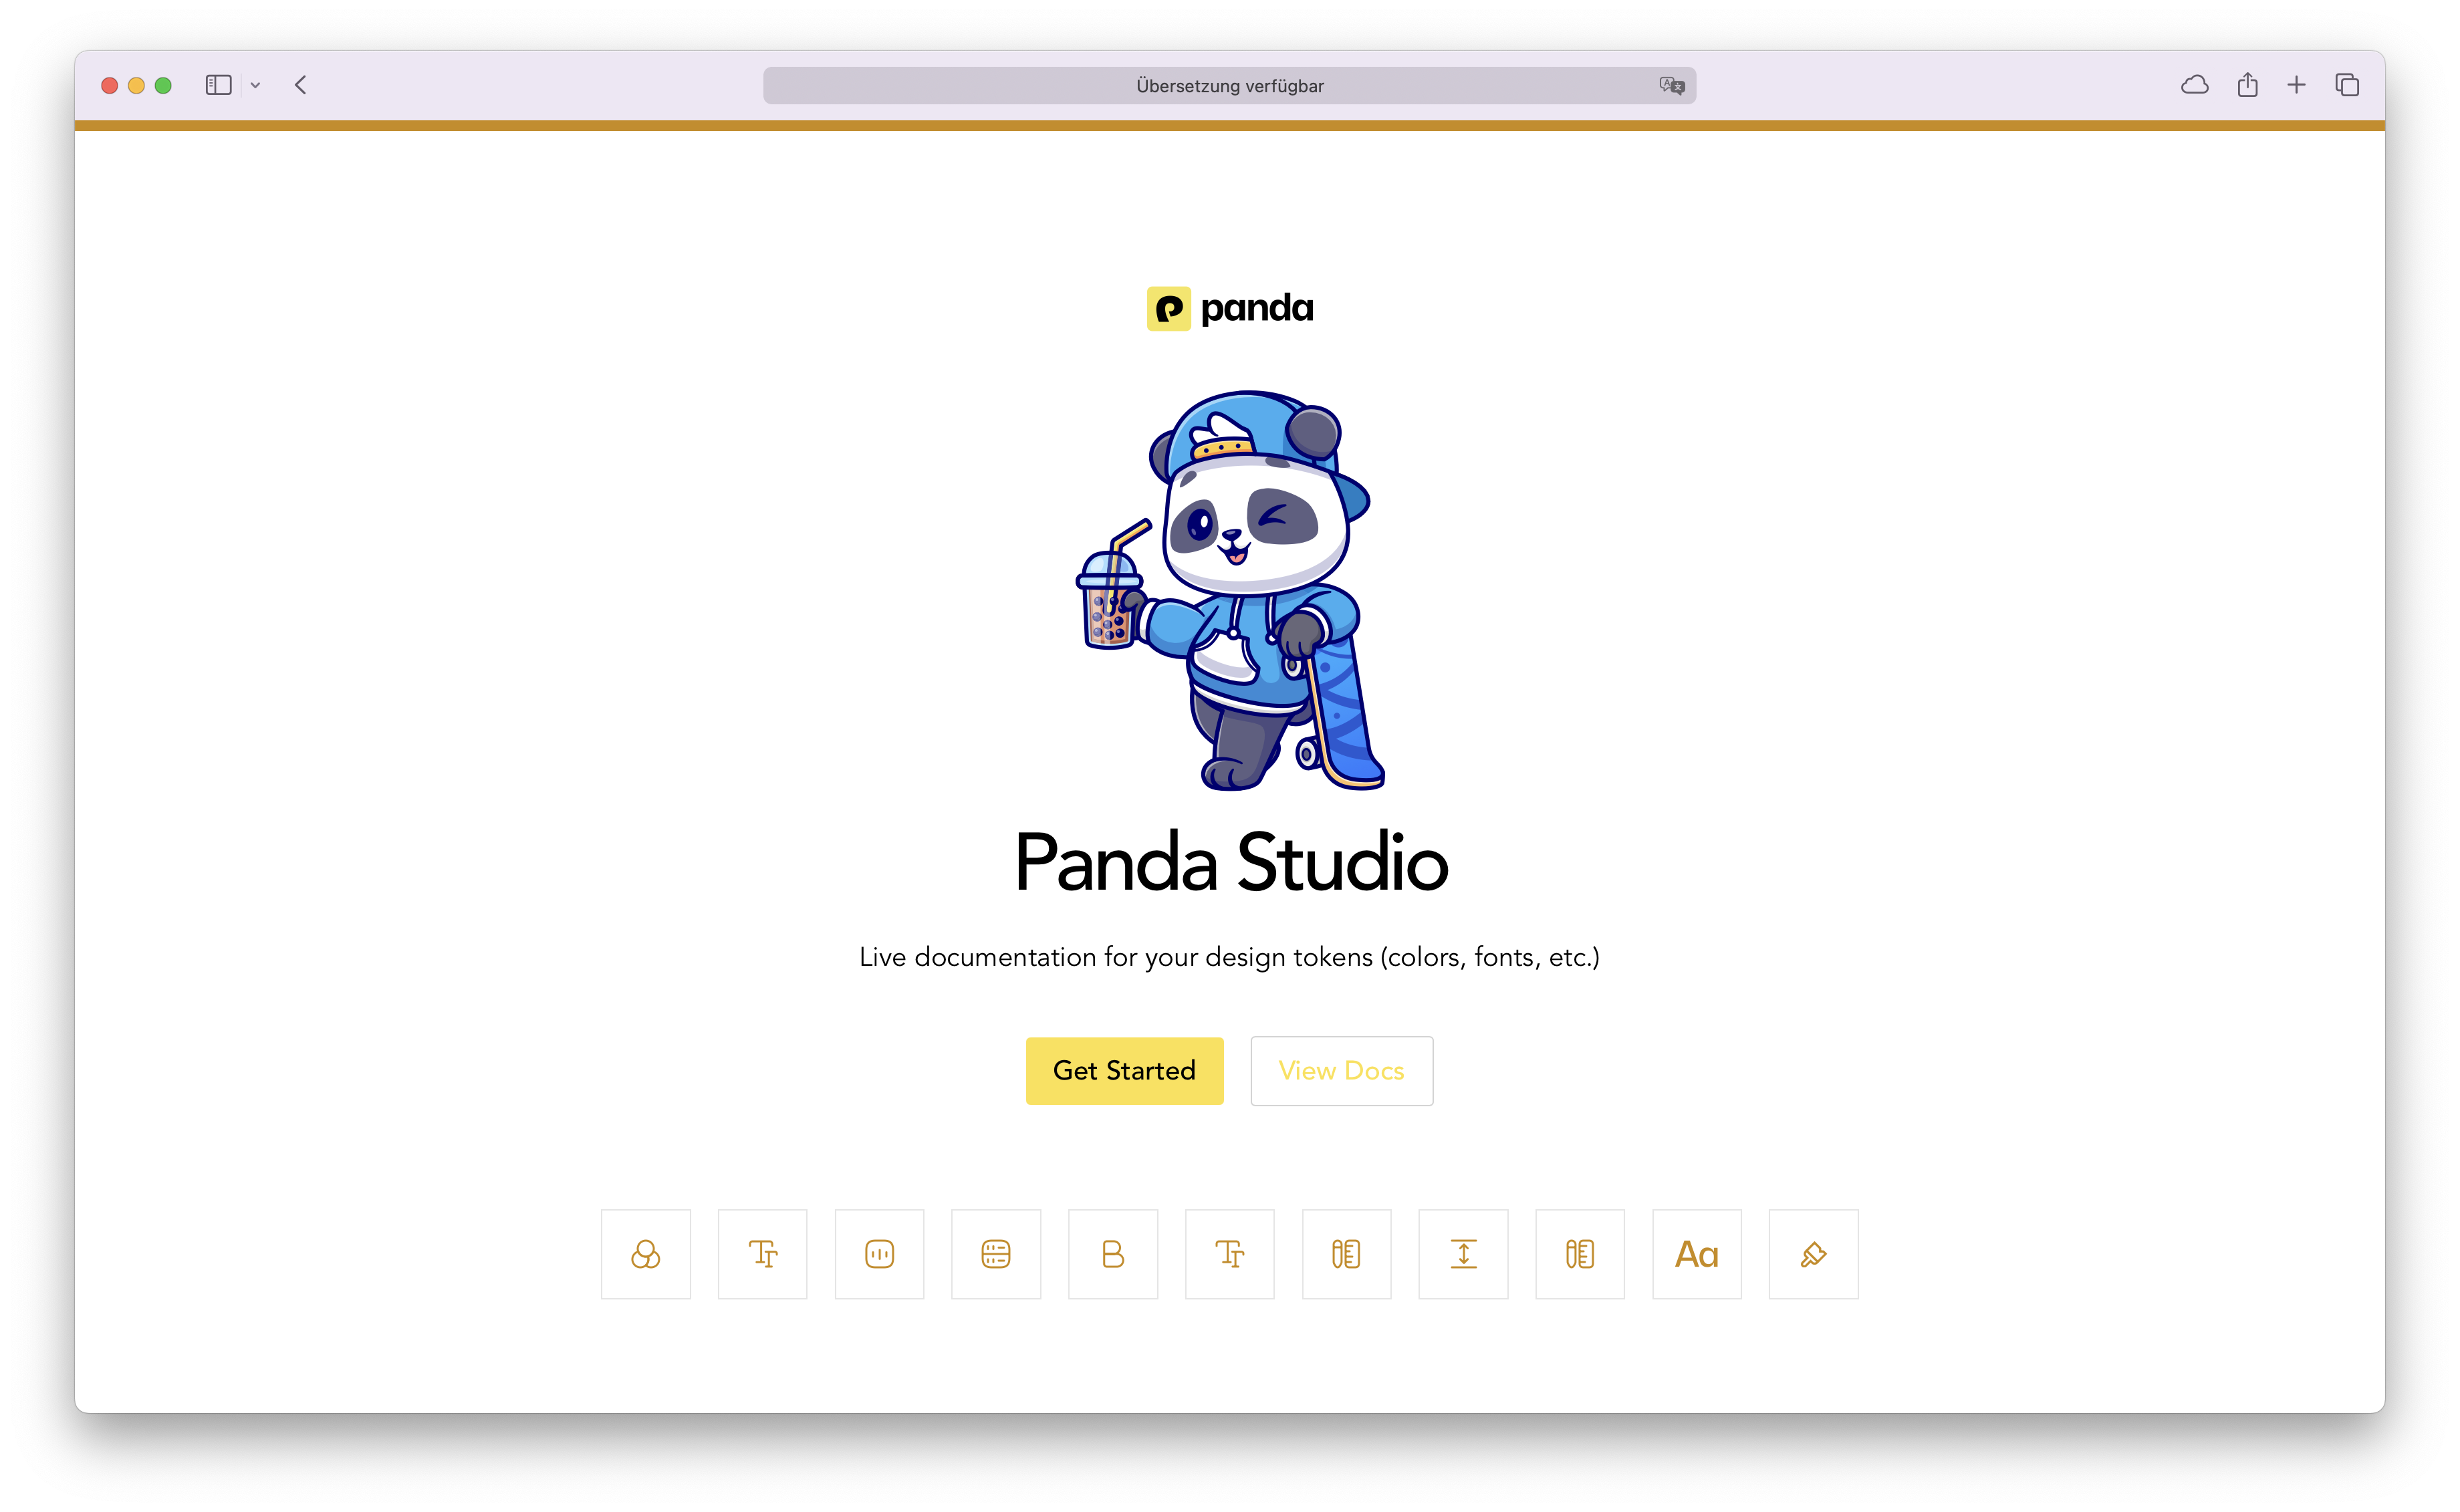 Übersetzung verfügbar
panda
Panda Studio
Live documentation for your design tokens (colors, fonts, etc.)
Get Started
View Docs
Aa